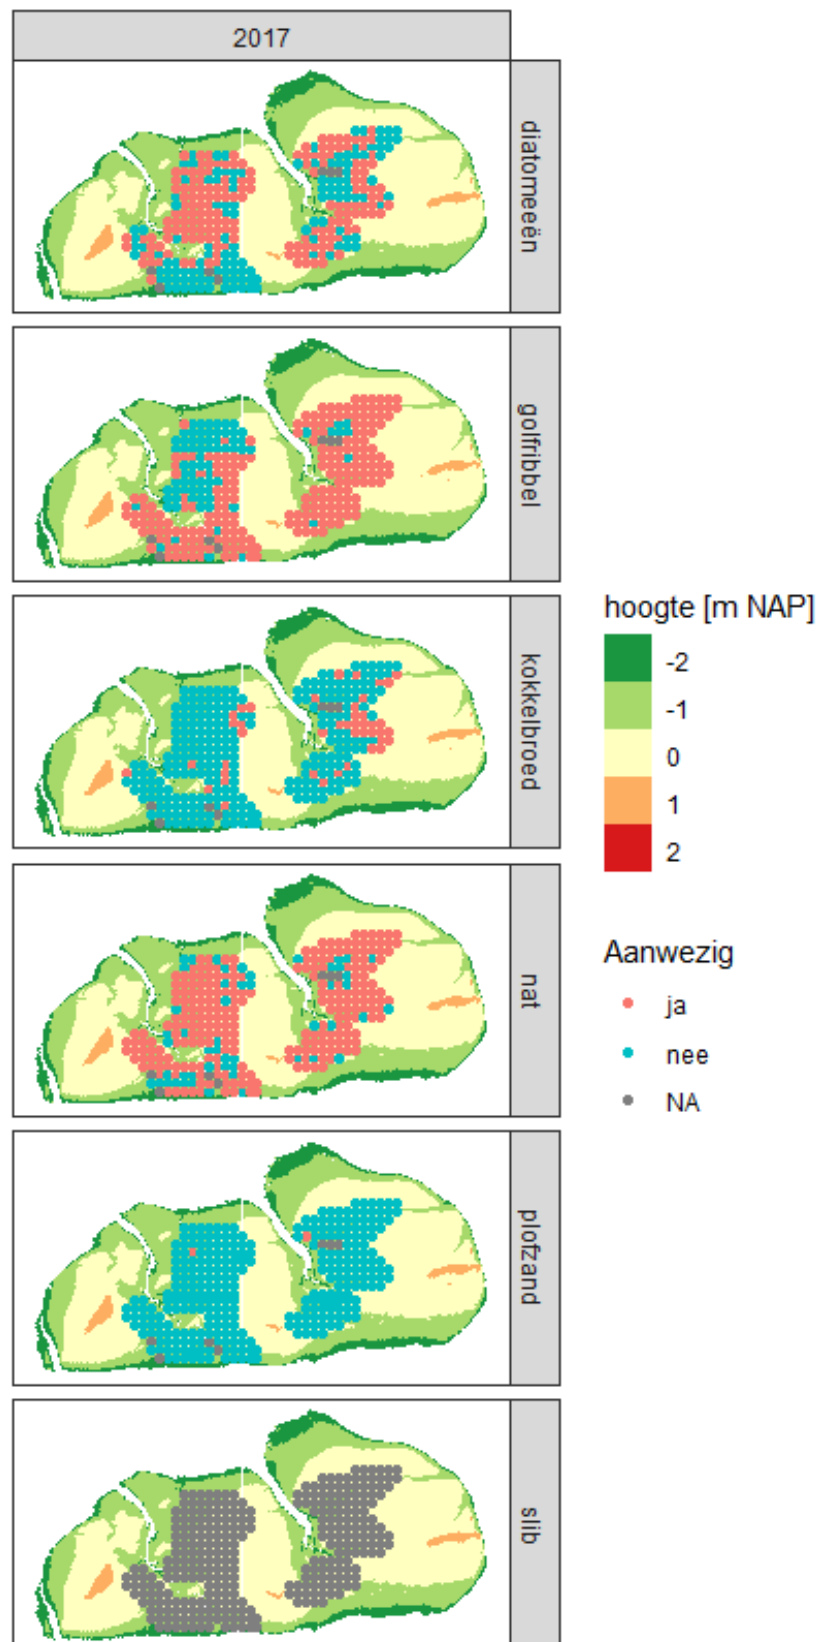 2017
diatomeeën
golfribbel
kokkelbroed
nat
plofzand
slib
hoogte [m NAP]
-2
-1
0
1
2
Aanwezig
ja
nee
NA